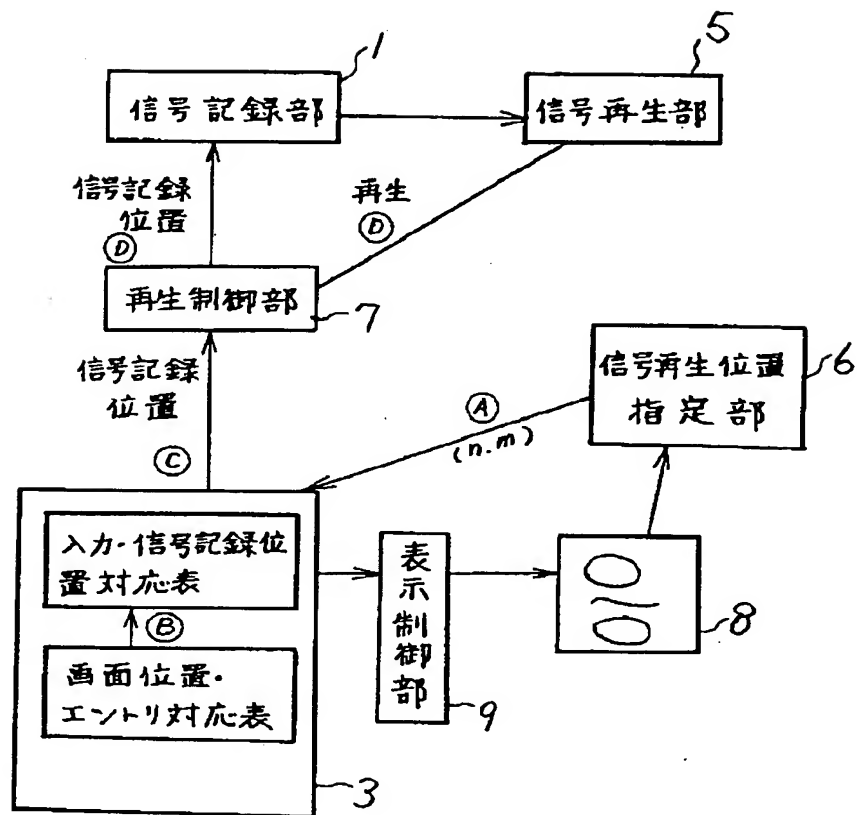 1
信号記録部
5
信号再生部
信号記録
位置
Ⓓ
再生
Ⓓ
再生制御部
7
信号記録
位置
Ⓒ
信号再生位置
指定部
6
Ⓐ
(n.m)
入力・信号記録位
置対応表
Ⓑ
画面位置・
エントリ対応表
3
表示制御部
9
8